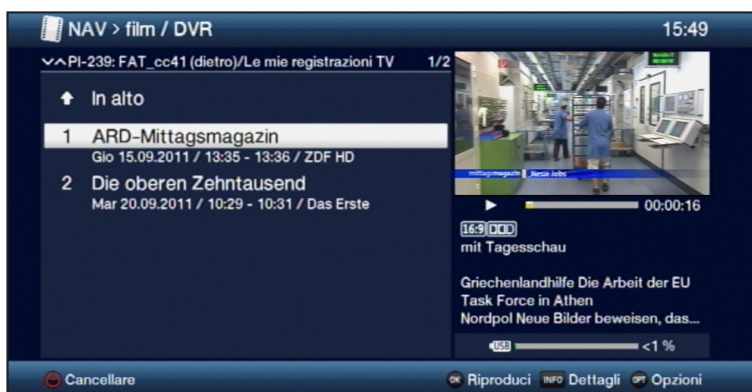 NAV > film / DVR 15:49
PI-239: FAT_cc41 (dietro)/Le mie registrazioni TV 1/2
In alto
1 ARD-Mittagsmagazin
Gio 15.09.2011 / 13:35 - 13:36 / ZDF HD
2 Die oberen Zehntausend
Mar 20.09.2011 / 10:29 - 10:31 / Das Erste
mittagsmagazin Neue Jobs
00:00:16
16:9
mit Tagesschau
Griechenlandhilfe Die Arbeit der EU
Task Force in Athen
Nordpol Neue Bilder beweisen, das...
USB <1 %
Cancellare OK Riproduci INFO Dettagli OPT Opzioni